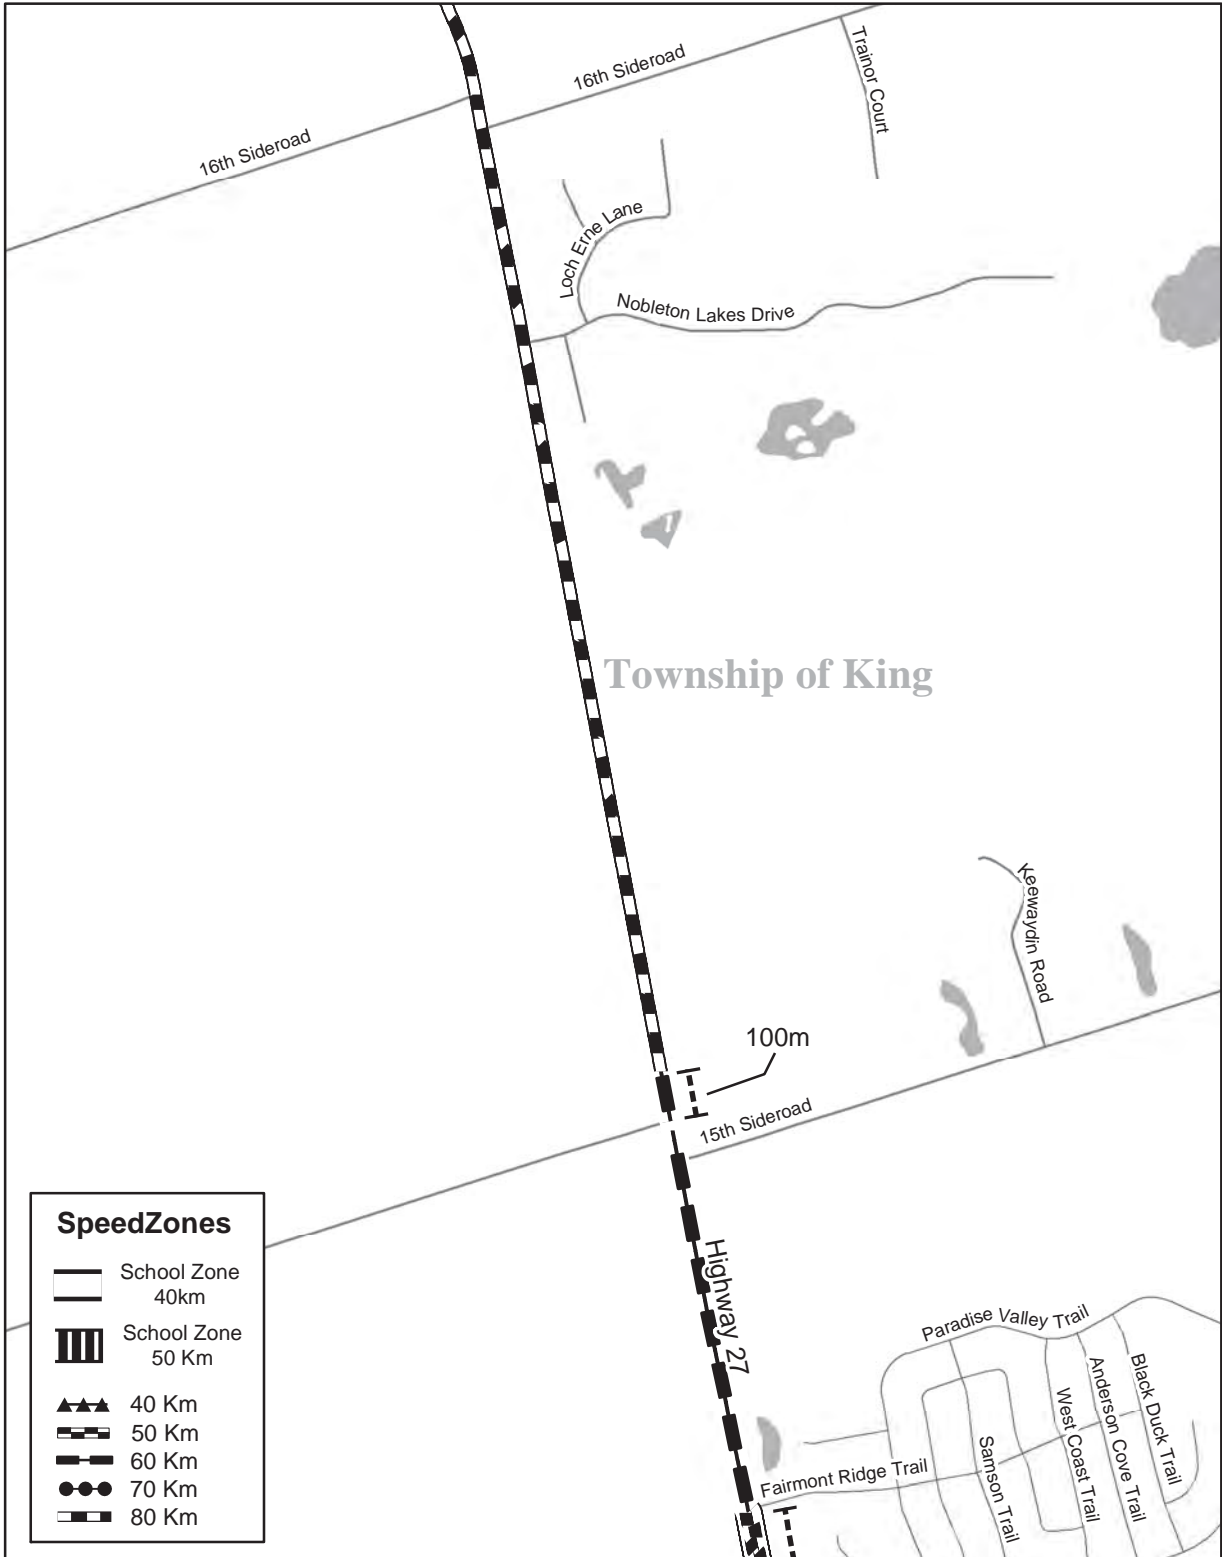 16th Sideroad
Trainor Court
16th Sideroad
Loch Erne Lane
Nobleton Lakes Drive
Township of King
Keewaydin Road
100m
15th Sideroad
Highway 27
SpeedZones
School Zone
40km
School Zone
50 Km
40 Km
50 Km
60 Km
70 Km
80 Km
Paradise Valley Trail
Black Duck Trail
Anderson Cove Trail
West Coast Trail
Samson Trail
Fairmont Ridge Trail